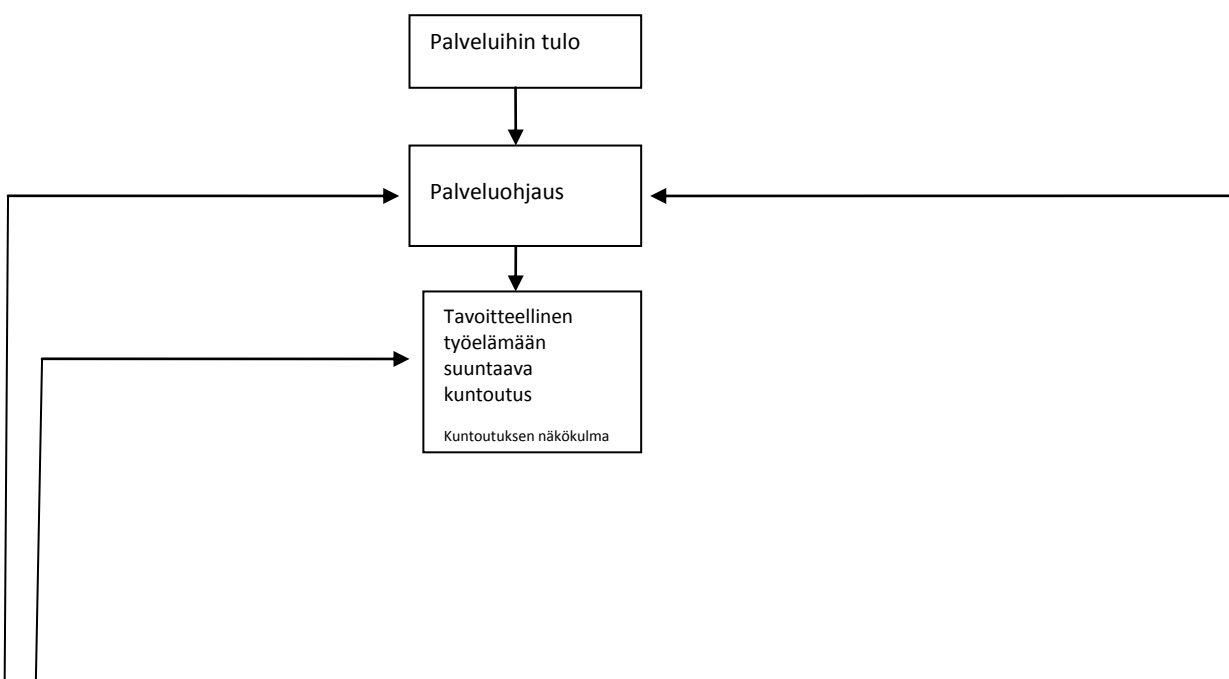 Palveluihin tulo
Palveluohjaus
Tavoitteellinen
työelämään
suuntaava
kuntoutus
Kuntoutuksen näkökulma